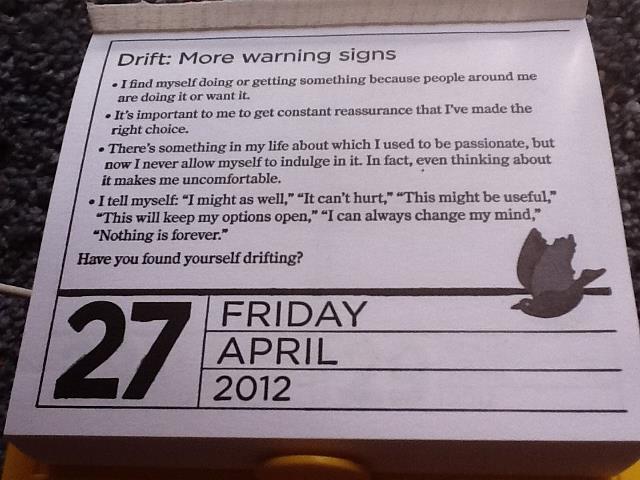 Drift: More warning signs
• I find myself doing or getting something because people around me
are doing it or want it.
• It's important to me to get constant reassurance that I've made the
right choice.
• There's something in my life about which I used to be passionate, but
now I never allow myself to indulge in it. In fact, even thinking about
it makes me uncomfortable.
• I tell myself: “I might as well,” “It can't hurt,” “This might be useful,”
“This will keep my options open,” “I can always change my mind,”
“Nothing is forever.”
Have you found yourself drifting?
27
FRIDAY
APRIL
2012